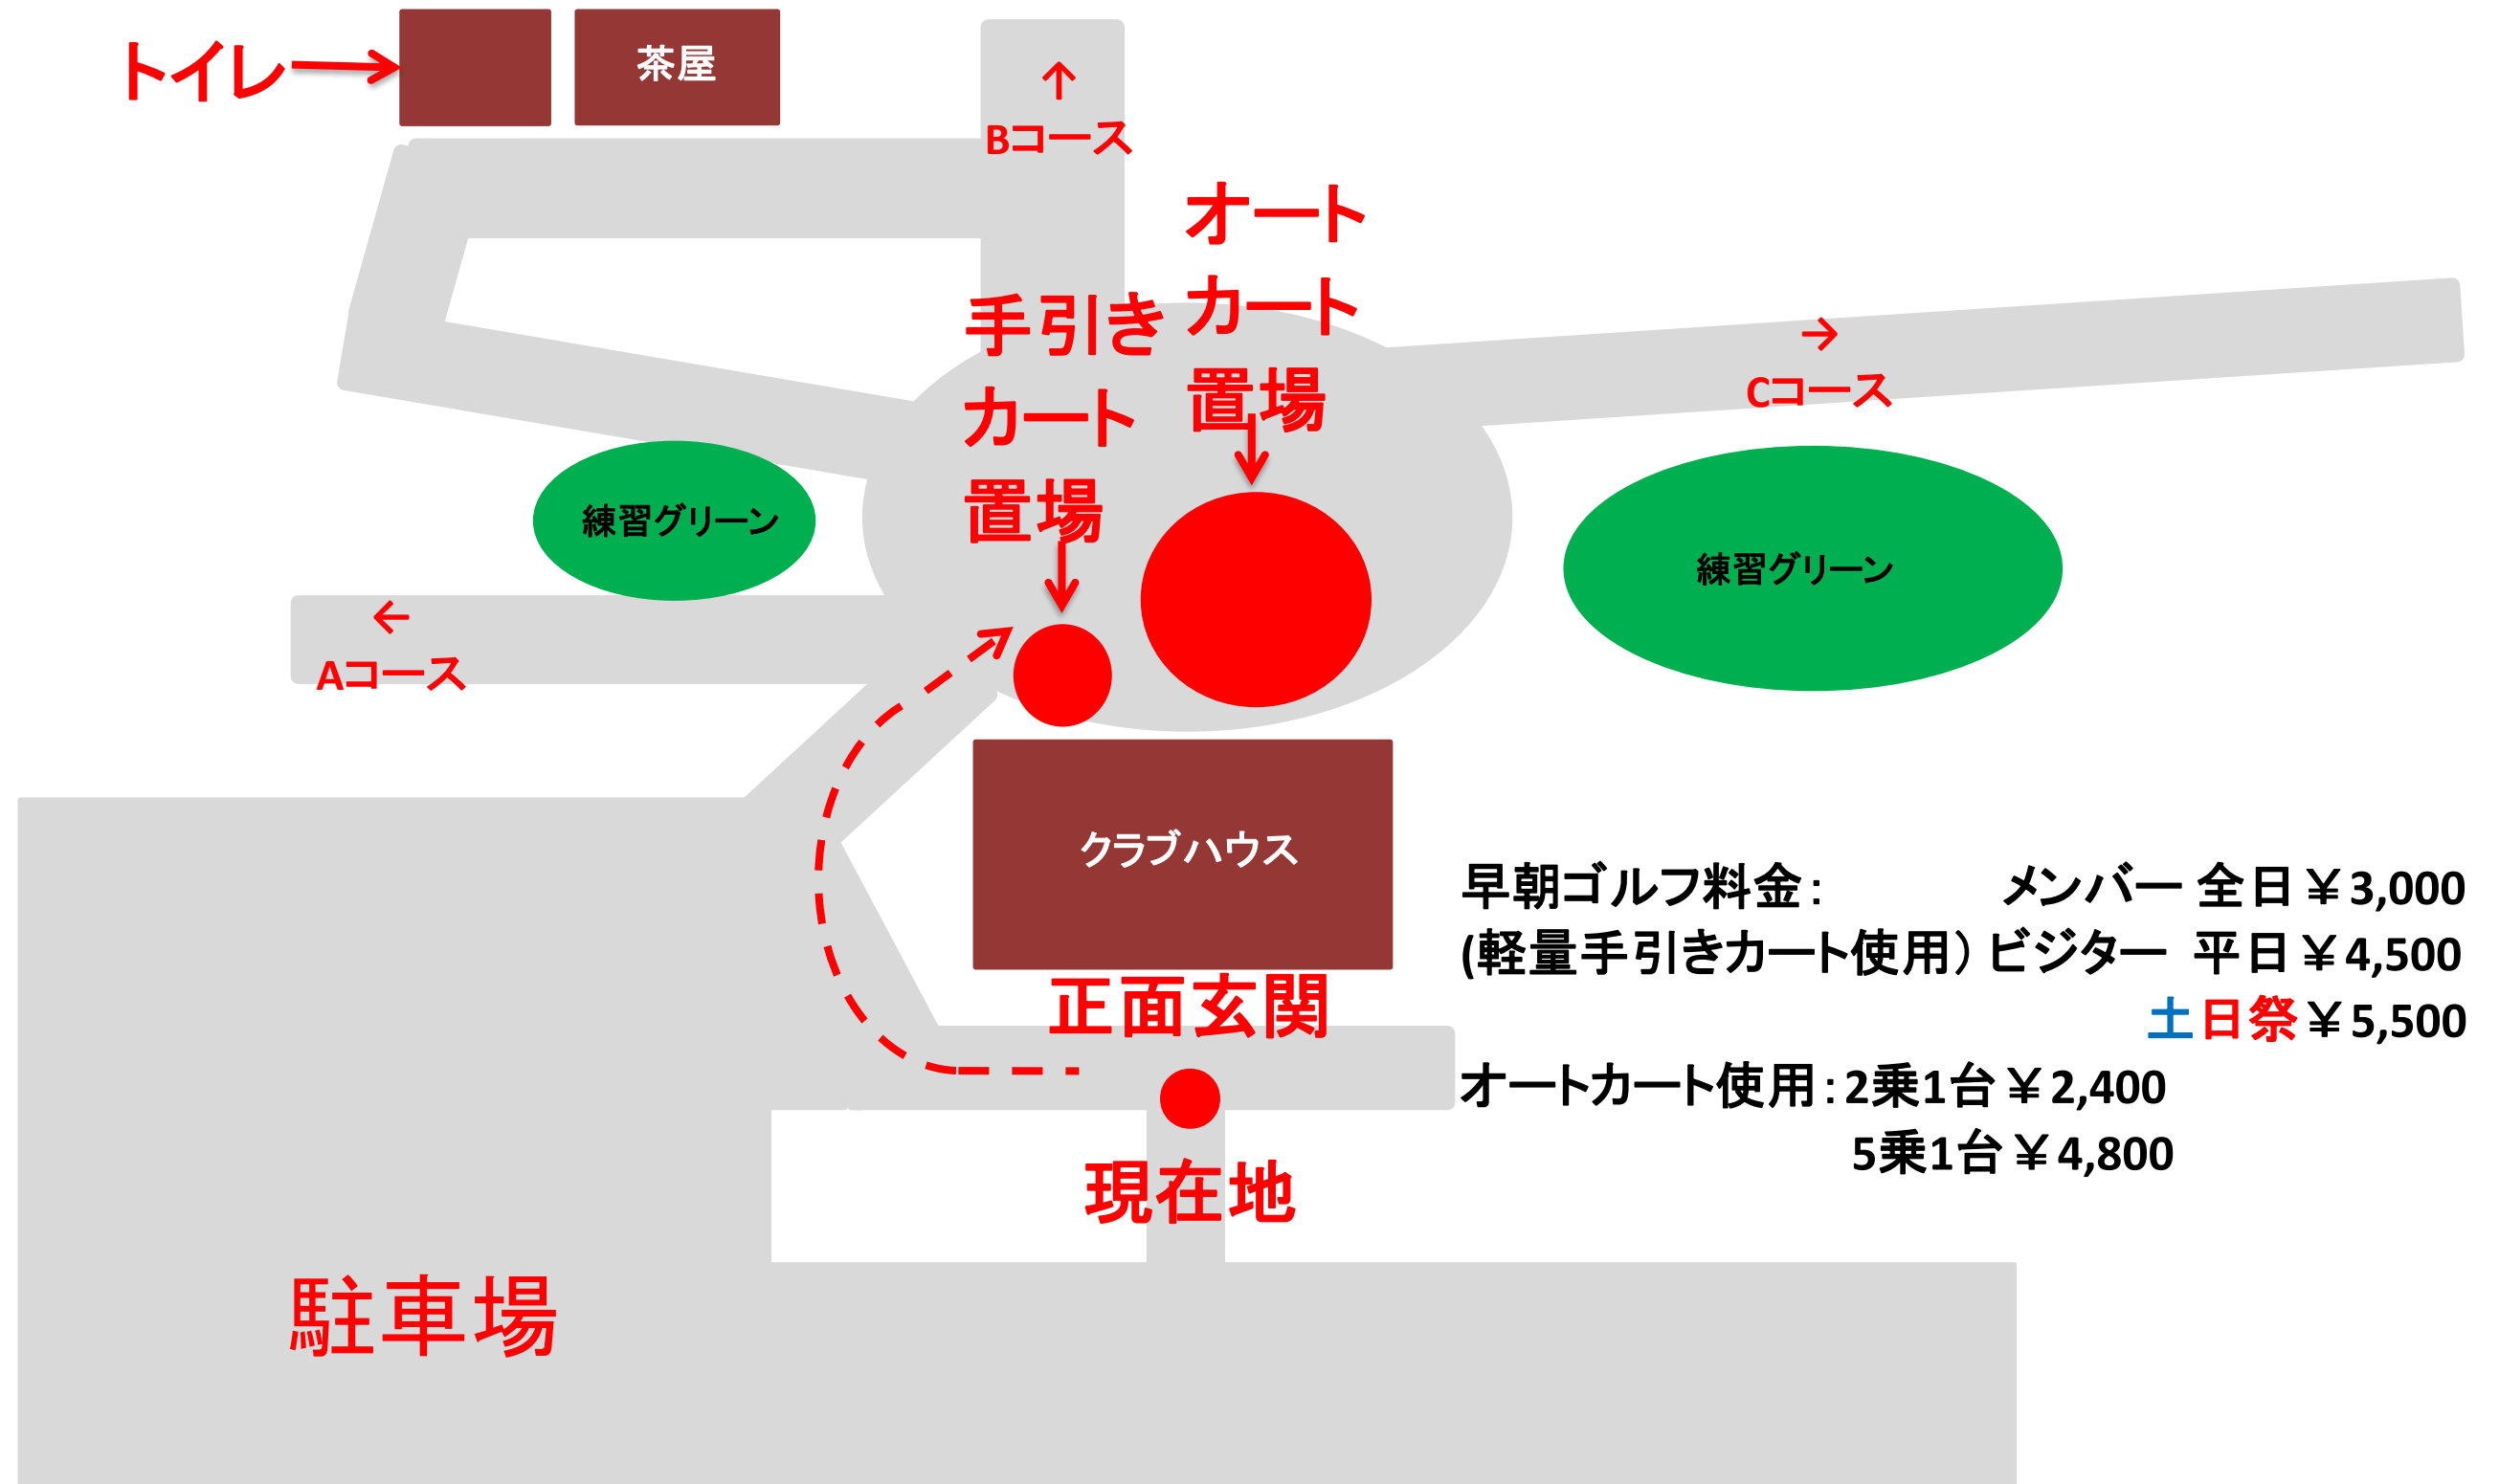 トイレ
茶屋
↑
Bコース
オート
カート
置場
手引き
カート
置場
→
Cコース
練習グリーン
練習グリーン
←
Aコース
クラブハウス
正面玄関
現在地
駐車場
早朝ゴルフ料金： メンバー 全日￥3,000
(軽量手引きカート使用) ビジター 平日¥4,500
土日祭¥5,500
オートカート使用：2乗1台￥2,400
5乗1台¥4,800